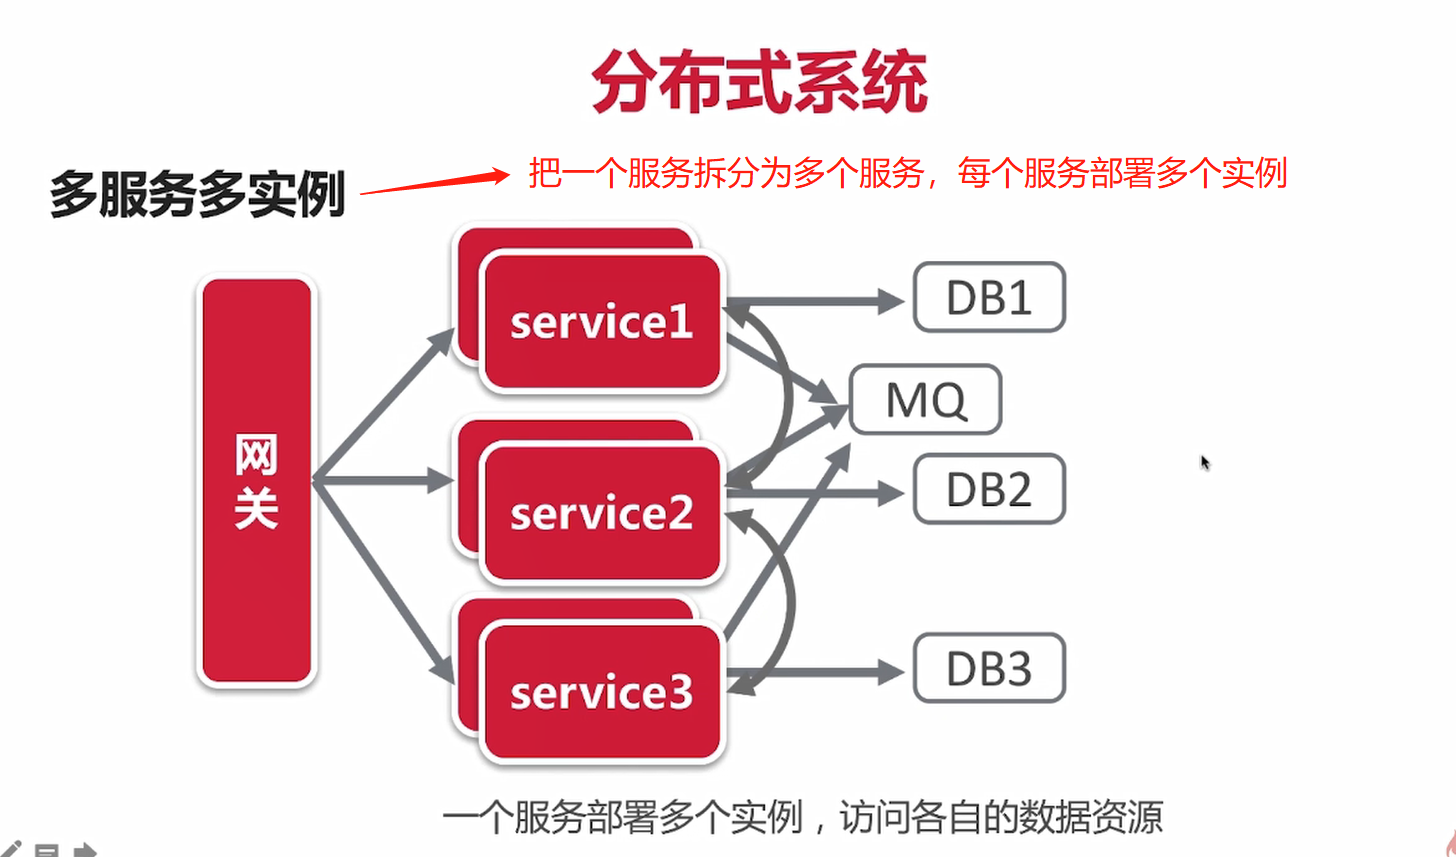 分布式系统
多服务多实例
把一个服务拆分为多个服务，每个服务部署多个实例
网
关
service1
service2
service3
DB1
MQ
DB2
DB3
一个服务部署多个实例，访问各自的数据资源